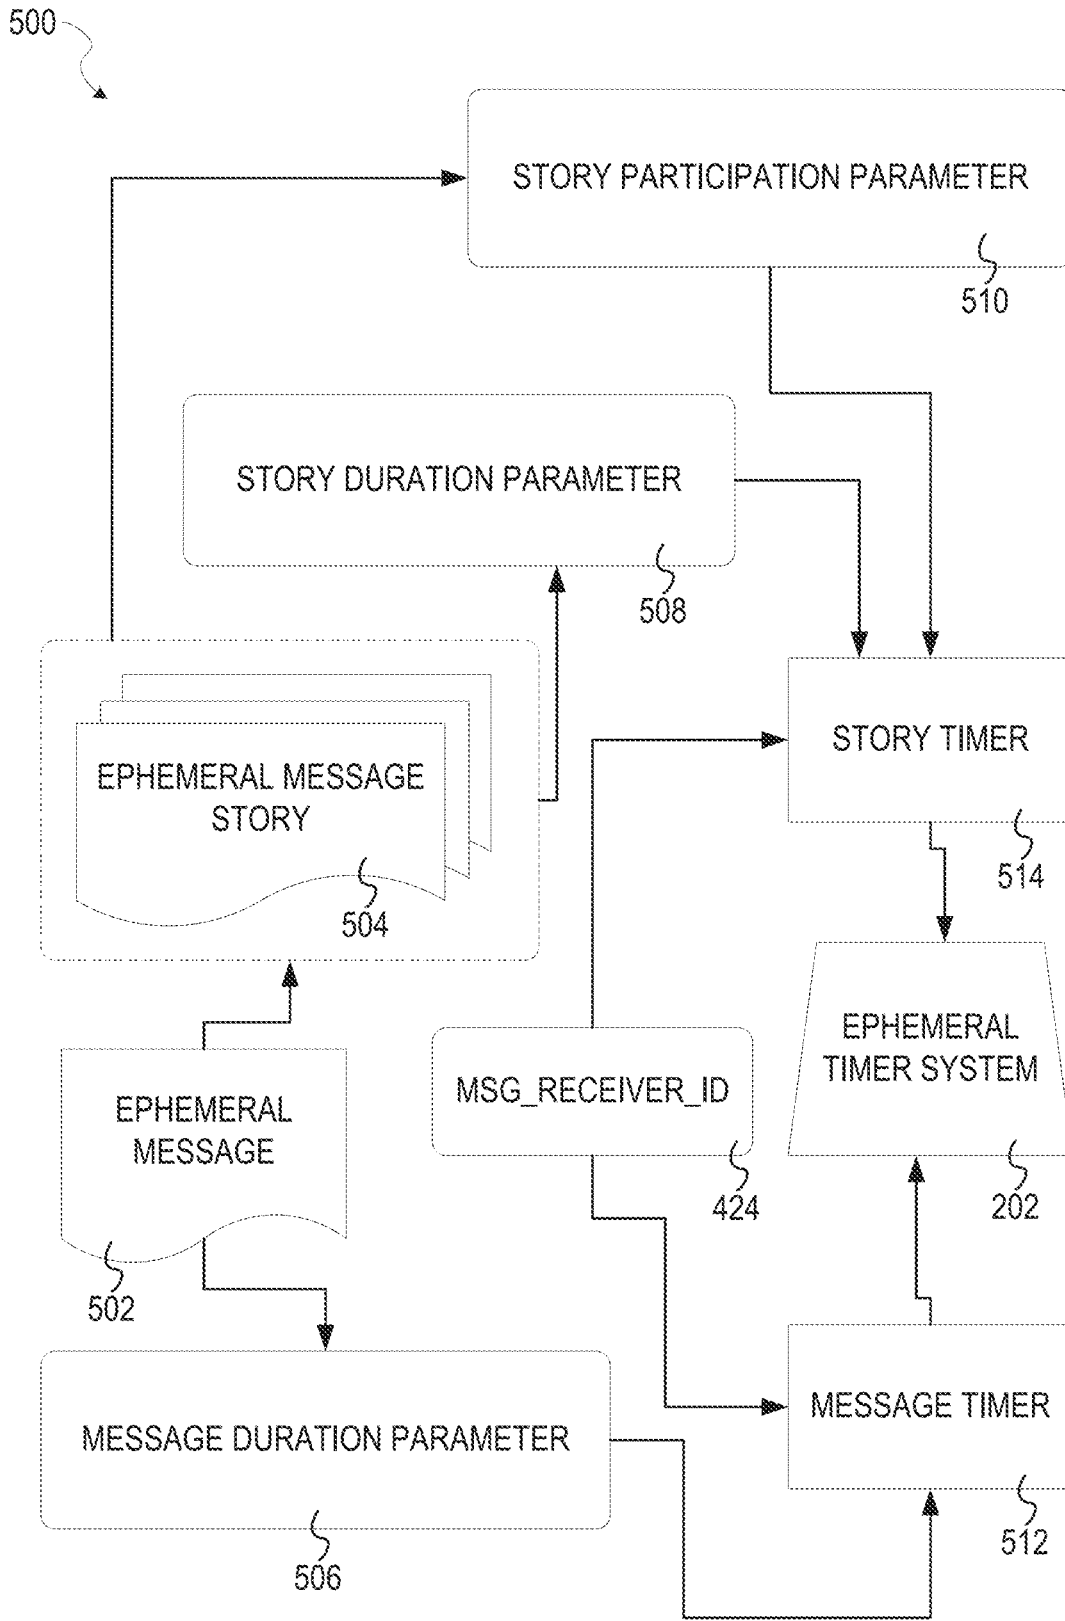 500
STORY PARTICIPATION PARAMETER
510
STORY DURATION PARAMETER
508
EPHEMERAL MESSAGE
STORY
504
STORY TIMER
514
EPHEMERAL
MESSAGE
502
MSG_RECEIVER_ID
424
EPHEMERAL
TIMER SYSTEM
202
MESSAGE DURATION PARAMETER
506
MESSAGE TIMER
512